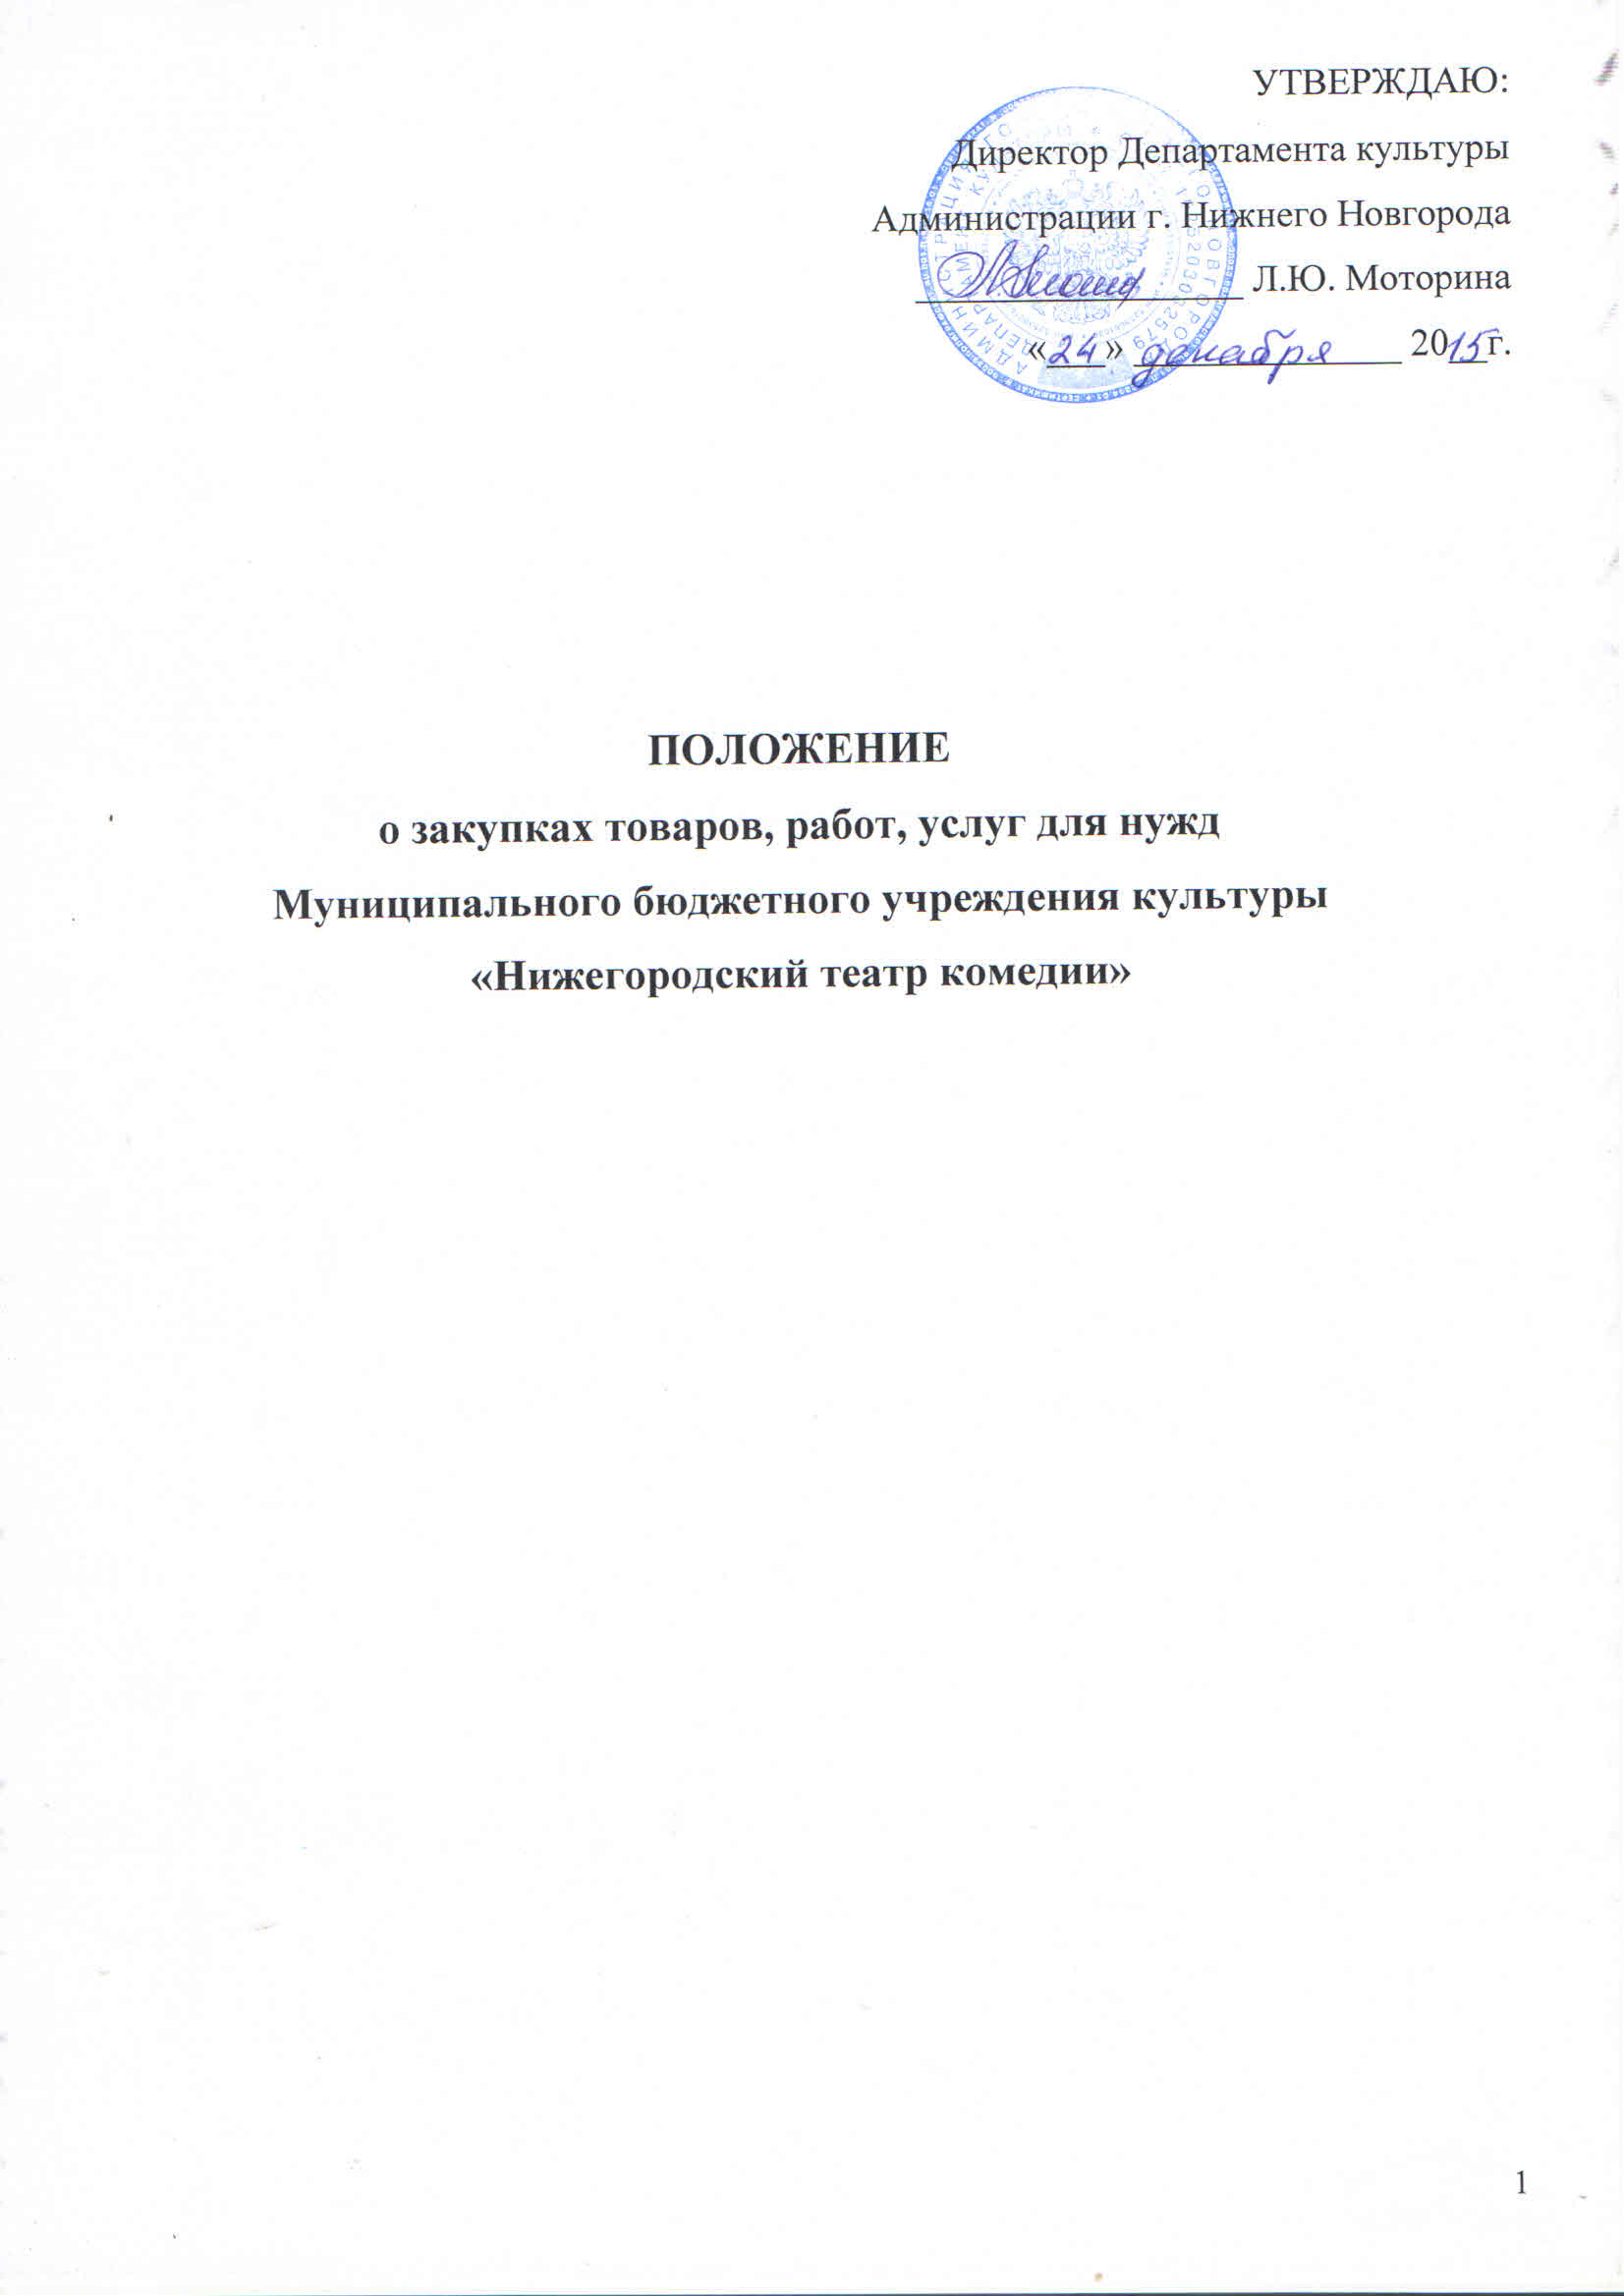 УТВЕРЖДАЮ:
Директор Департамента культуры
Администрации г. Нижнего Новгорода
Л.Ю. Моторина
«24» декабря 2015г.
ПОЛОЖЕНИЕ
о закупках товаров, работ, услуг для нужд
Муниципального бюджетного учреждения культуры
«Нижегородский театр комедии»
1